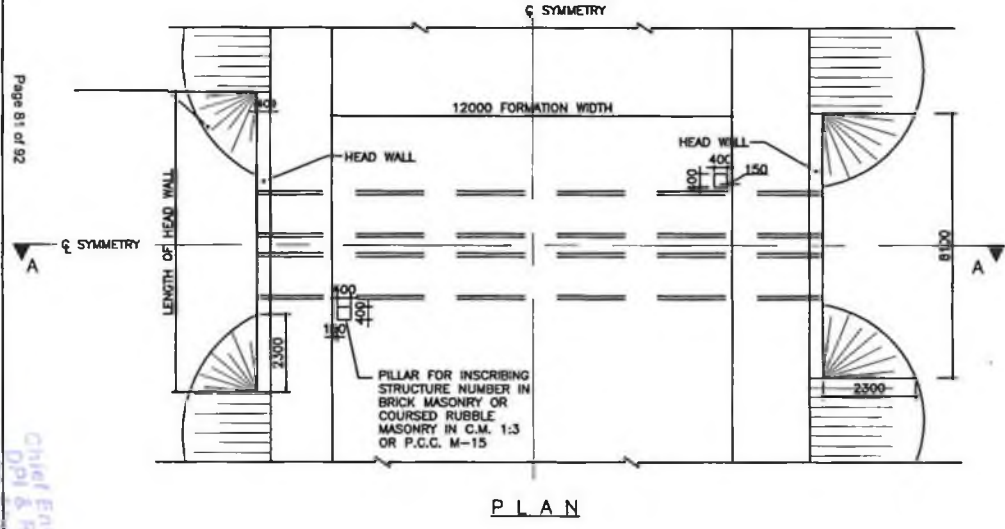 ℄ SYMMETRY
Page 81 of 92
400
12000 FORMATION WIDTH
HEAD WALL
HEAD WALL
400
400
150
LENGTH OF HEAD WALL
℄ SYMMETRY
A
A
8100
400
400
150
2300
2300
PILLAR FOR INSCRIBING
STRUCTURE NUMBER IN
BRICK MASONRY OR
COURSED RUBBLE
MASONRY IN C.M. 1:3
OR P.C.C. M-15
PLAN
Chief
DPI &